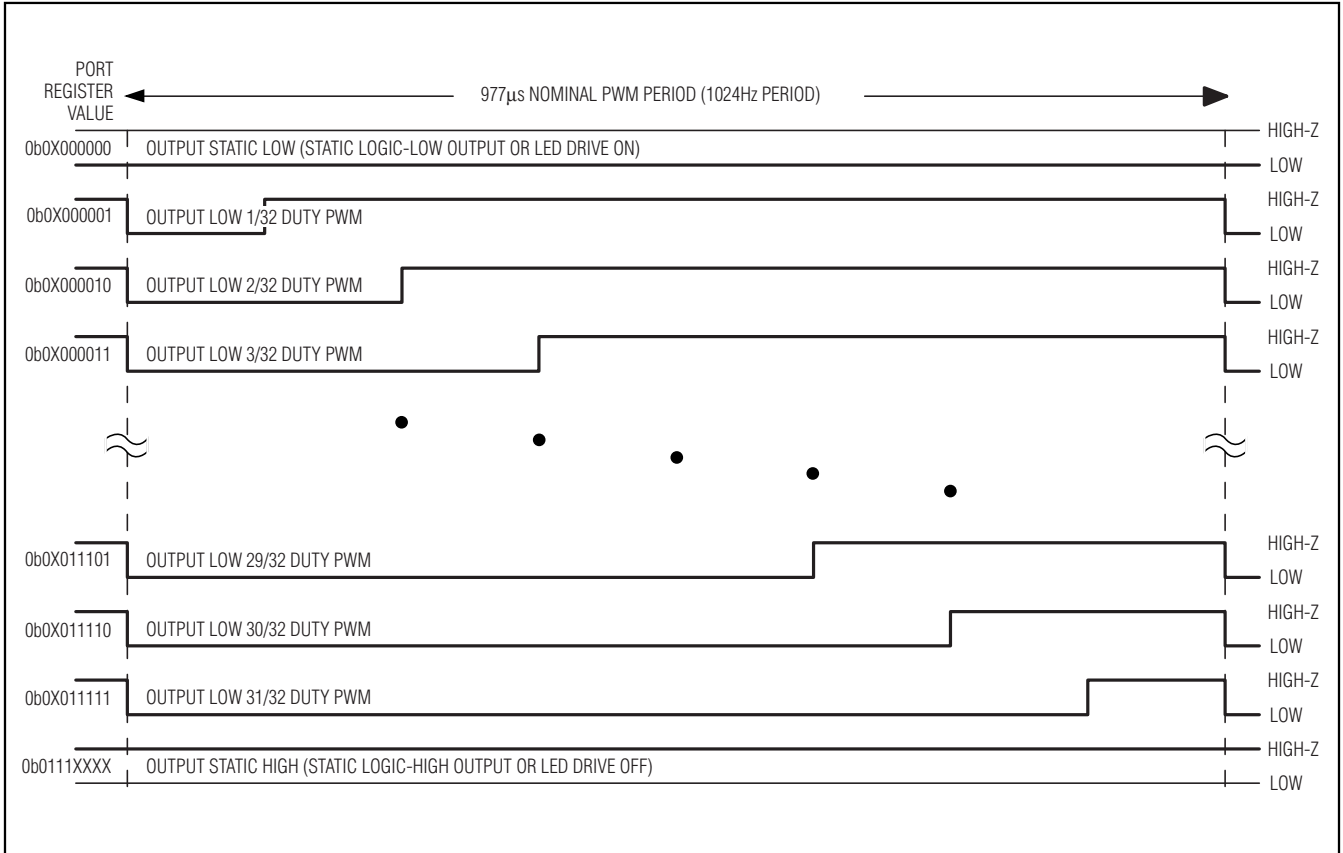 PORT
REGISTER
VALUE
977µs NOMINAL PWM PERIOD (1024Hz PERIOD)
HIGH-Z
0b0X000000 OUTPUT STATIC LOW (STATIC LOGIC-LOW OUTPUT OR LED DRIVE ON)
LOW
HIGH-Z
0b0X000001 OUTPUT LOW 1/32 DUTY PWM
LOW
HIGH-Z
0b0X000010 OUTPUT LOW 2/32 DUTY PWM
LOW
HIGH-Z
0b0X000011 OUTPUT LOW 3/32 DUTY PWM
LOW
HIGH-Z
0b0X011101 OUTPUT LOW 29/32 DUTY PWM
LOW
HIGH-Z
0b0X011110 OUTPUT LOW 30/32 DUTY PWM
LOW
HIGH-Z
0b0X011111 OUTPUT LOW 31/32 DUTY PWM
LOW
HIGH-Z
0b0111XXXX OUTPUT STATIC HIGH (STATIC LOGIC-HIGH OUTPUT OR LED DRIVE OFF)
LOW